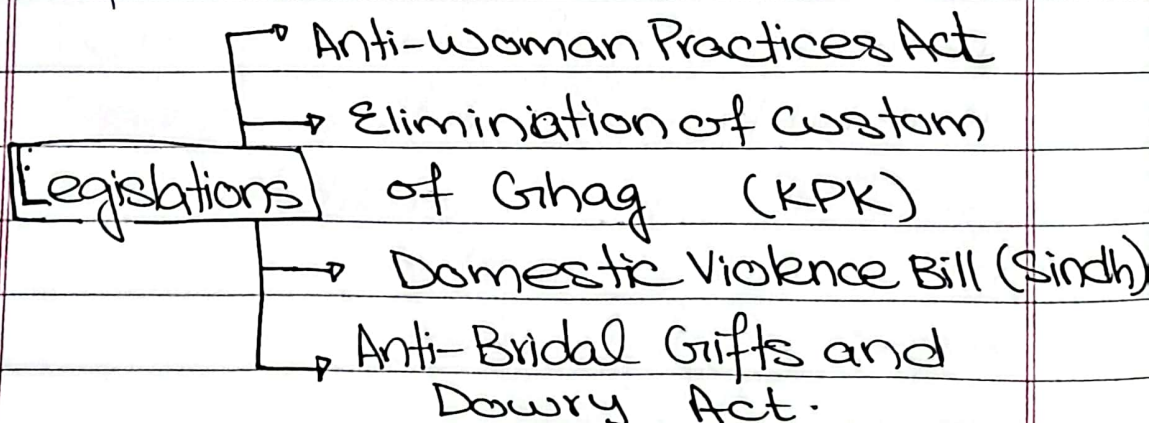 Anti-Woman Practices Act
Eliminiation of Custom
Legislations of Ghag (KPK)
Domestic Violence Bill (Sindh)
Anti-Bridal Gifts and
Dowry Act.